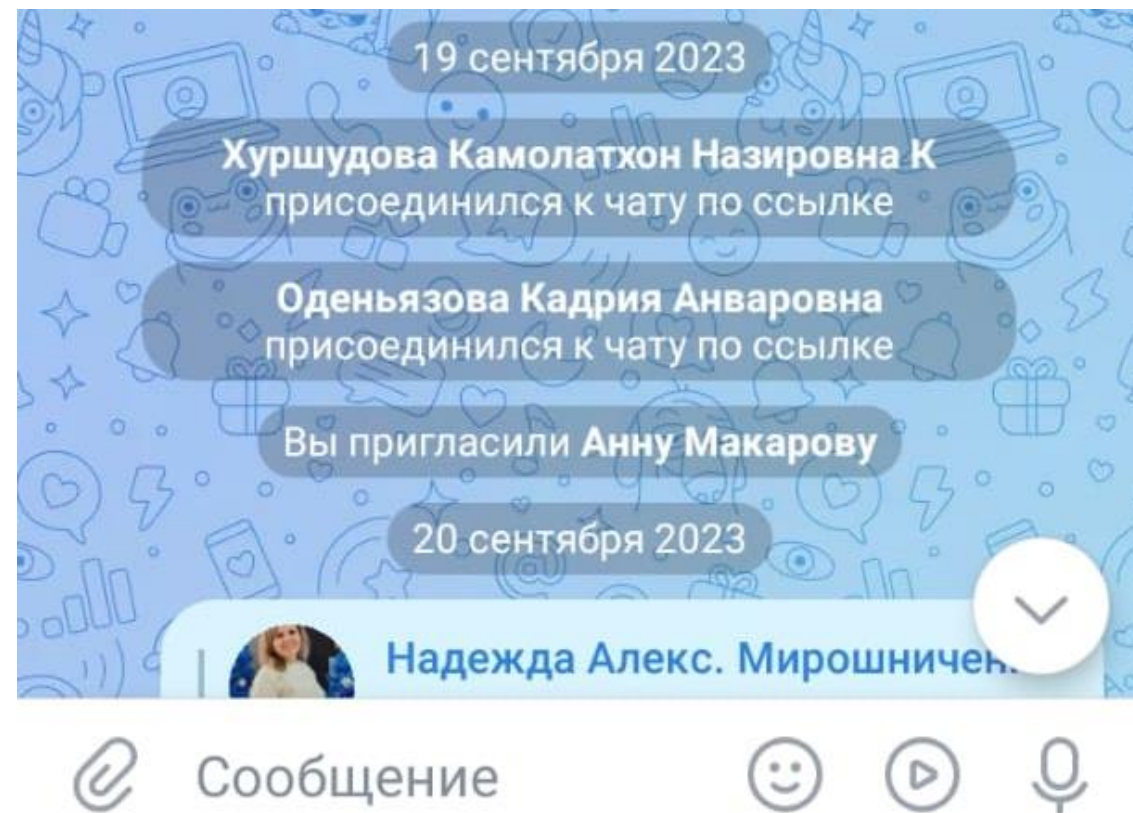 19 сентября 2023
Хуршудова Камолатхон Назировна К
присоединился к чату по ссылке
Оденьязова Кадрия Анваровна
присоединился к чату по ссылке
Вы пригласили Анну Макарову
20 сентября 2023
Надежда Алекс. Мирошничен
Сообщение